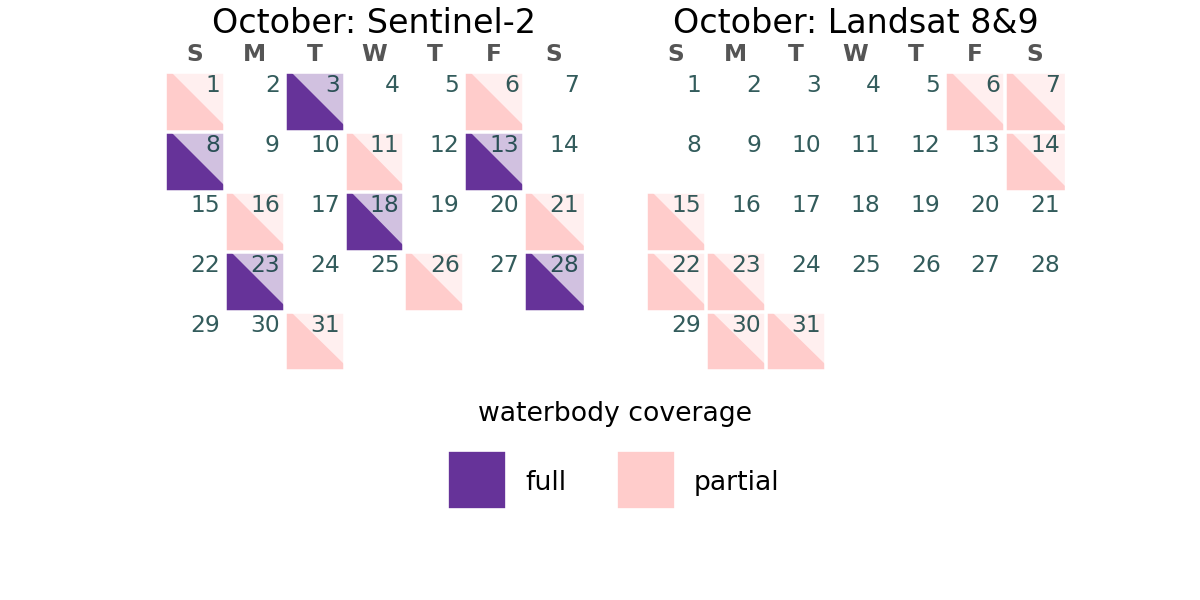 October: Sentinel-2
S M T W T F S
1 2 3 4 5 6 7
8 9 10 11 12 13 14
15 16 17 18 19 20 21
22 23 24 25 26 27 28
29 30 31
October: Landsat 8&9
S M T W T F S
1 2 3 4 5 6 7
8 9 10 11 12 13 14
15 16 17 18 19 20 21
22 23 24 25 26 27 28
29 30 31
waterbody coverage
full partial